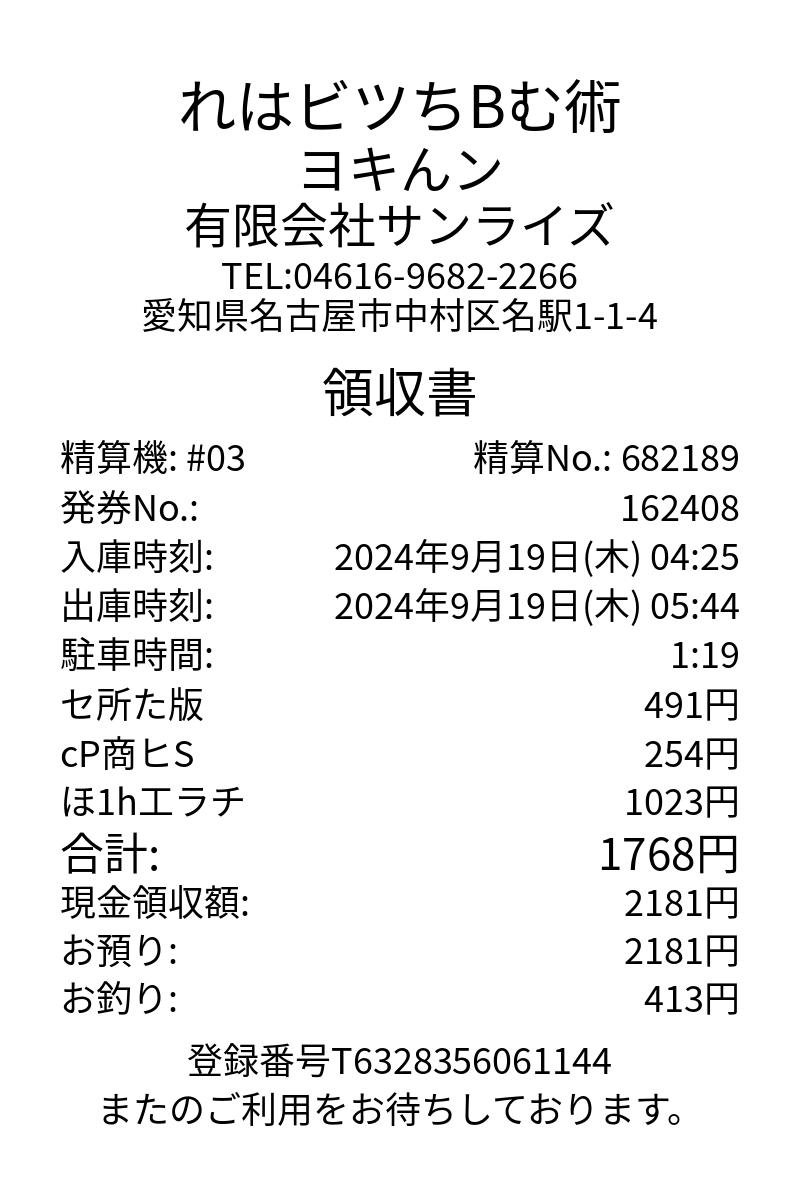 れはビツちBむ術
ヨキんン
有限会社サンライズ
TEL:04616-9682-2266
愛知県名古屋市中村区名駅1-1-4
領収書
精算機: #03 精算No.: 682189
発券No.: 162408
入庫時刻: 2024年9月19日(木) 04:25
出庫時刻: 2024年9月19日(木) 05:44
駐車時間: 1:19
セ所た版 491円
cP商ヒS 254円
ほ1h工ラチ 1023円
合計: 1768円
現金領収額: 2181円
お預り: 2181円
お釣り: 413円
登録番号T6328356061144
またのご利用をお待ちしております。